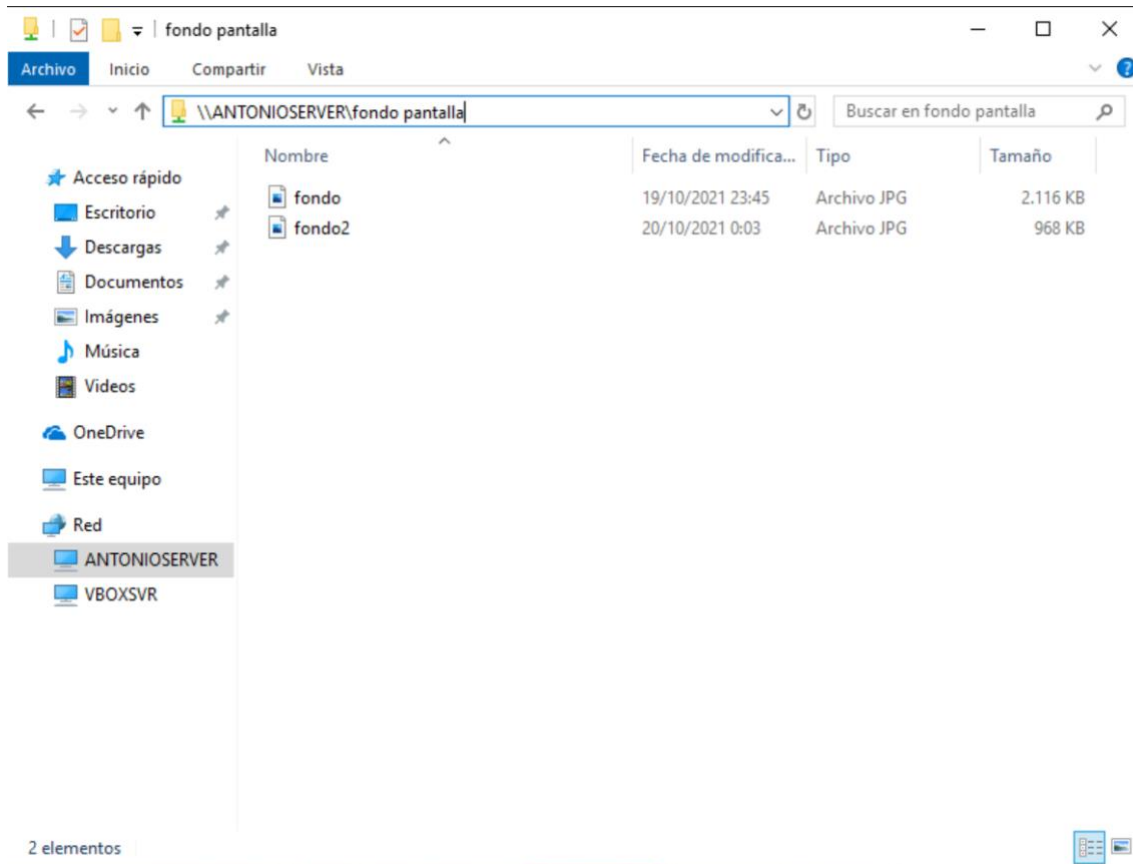 fondo pantalla
Archivo Inicio Compartir Vista
\\ANTONIOSERVER\fondo pantalla Buscar en fondo pantalla
Nombre Fecha de modifica... Tipo Tamaño
Acceso rápido
fondo 19/10/2021 23:45 Archivo JPG 2.116 KB
Escritorio
fondo2 20/10/2021 0:03 Archivo JPG 968 KB
Descargas
Documentos
Imágenes
Música
Videos
OneDrive
Este equipo
Red
ANTONIOSERVER
VBOXSVR
2 elementos